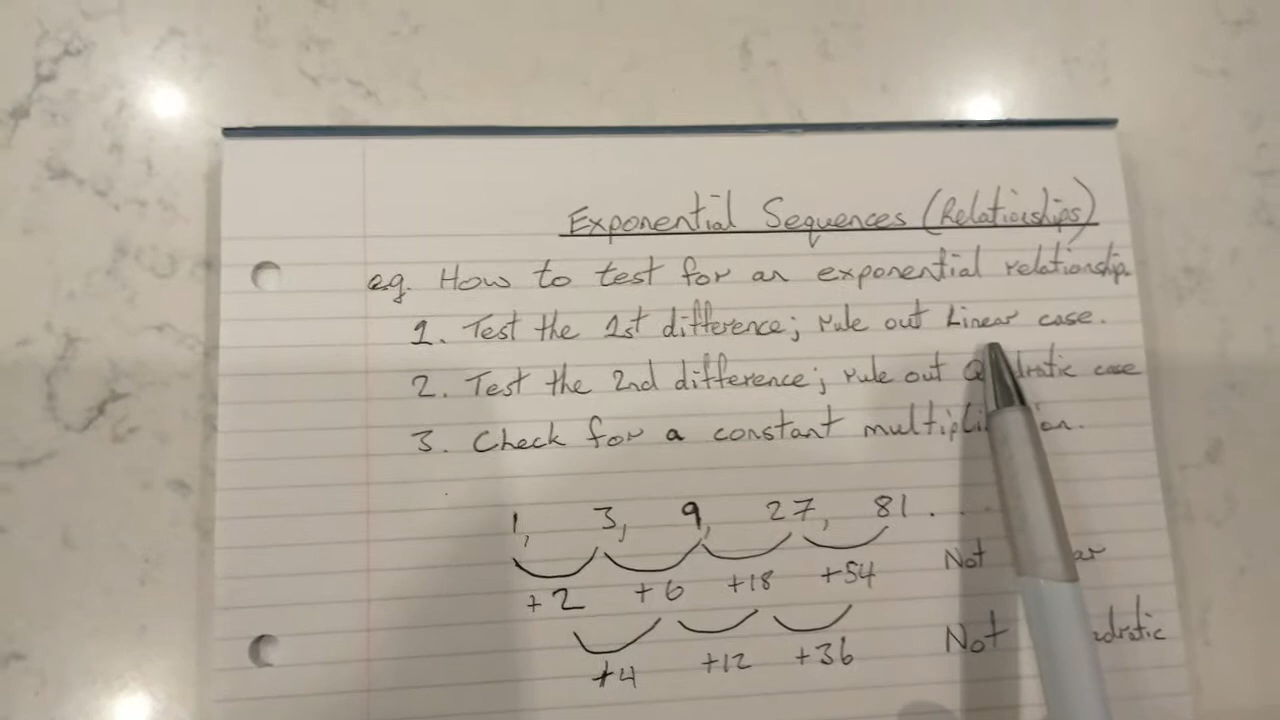 Exponential Sequences (Relationships)
eg. How to test for an exponential relationship.
1. Test the 1st difference; rule out Linear case.
2. Test the 2nd difference; rule out case
3. Check for a constant
1, 3, 9, 27, 81 . . .
+2 +6 +18 +54 Not
+4 +12 +36 Not